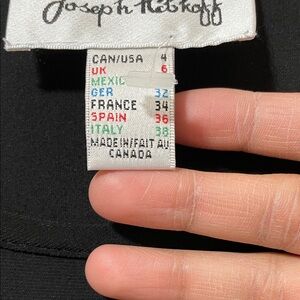 Joseph Ribkoff
CAN/USA 4
UK 6
MEXIC
GER 32
FRANCE 34
SPAIN 36
ITALY 38
MADE IN/FAIT AU
CANADA